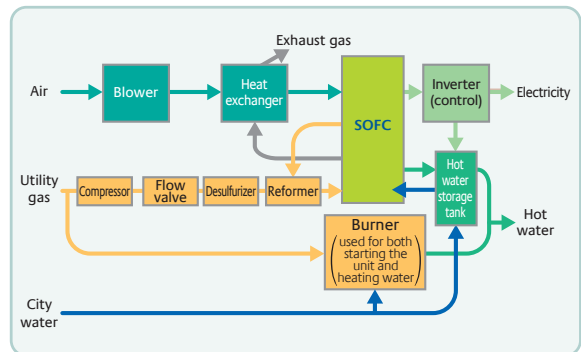 Exhaust gas
Air
Blower
Heat
exchanger
SOFC
Inverter
(control)
Electricity
Utility
gas
Compressor
Flow
valve
Desulfurizer
Reformer
Hot
water
storage
tank
Burner
(used for both
starting the
unit and
heating water)
Hot
water
City
water